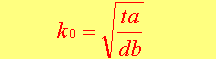 k₀ = √(ta/db)